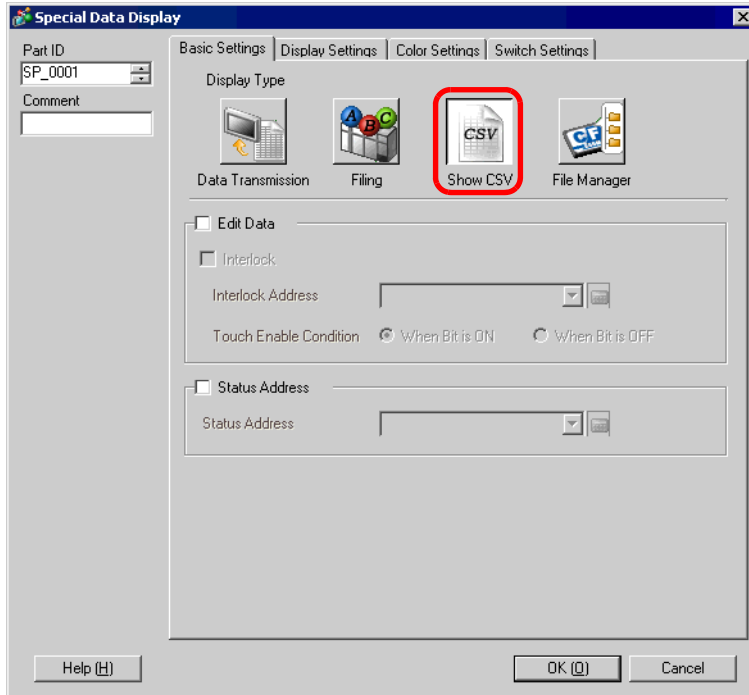 Special Data Display
Part ID
SP_0001
Comment
Basic Settings
Display Settings
Color Settings
Switch Settings
Display Type
A B C
CSV
CF
Data Transmission
Filing
Show CSV
File Manager
Edit Data
Interlock
Interlock Address
Touch Enable Condition
When Bit is ON
When Bit is OFF
Status Address
Status Address
Help (H)
OK (O)
Cancel